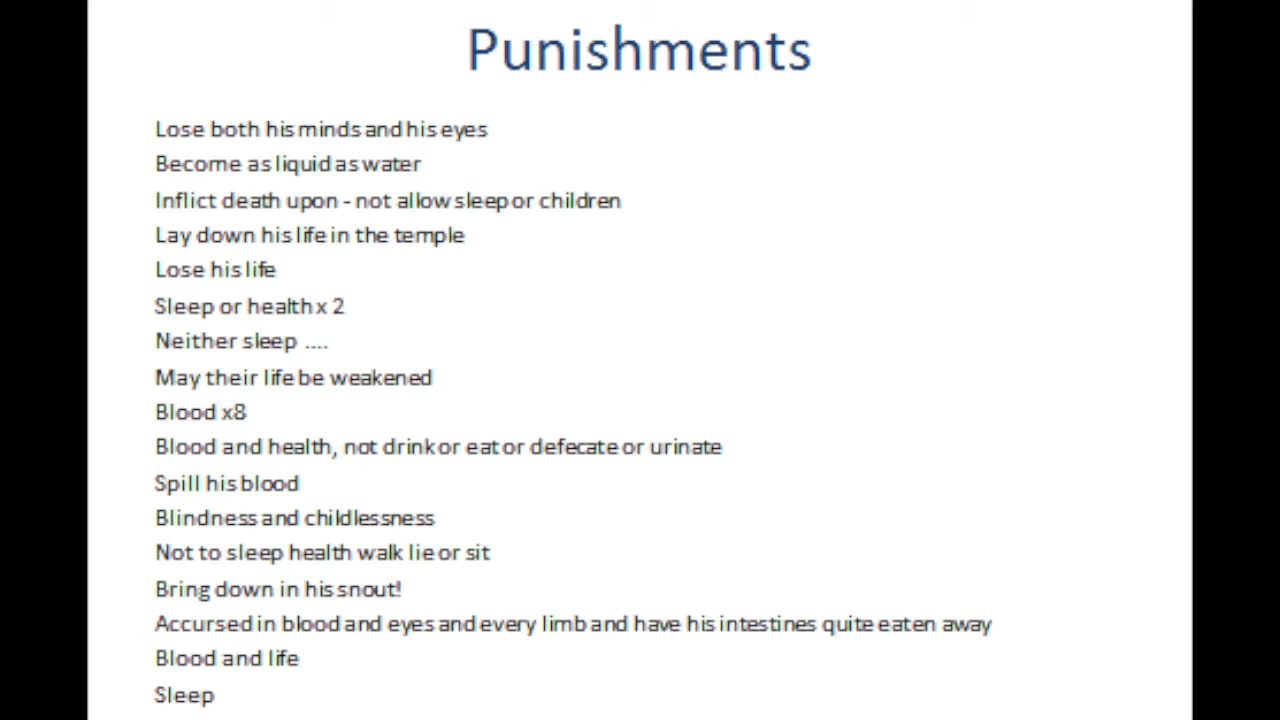 Punishments
Lose both his minds and his eyes
Become as liquid as water
Inflict death upon - not allow sleep or children
Lay down his life in the temple
Lose his life
Sleep or health x 2
Neither sleep ....
May their life be weakened
Blood x8
Blood and health, not drink or eat or defecate or urinate
Spill his blood
Blindness and childlessness
Not to sleep health walk lie or sit
Bring down in his snout!
Accursed in blood and eyes and every limb and have his intestines quite eaten away
Blood and life
Sleep